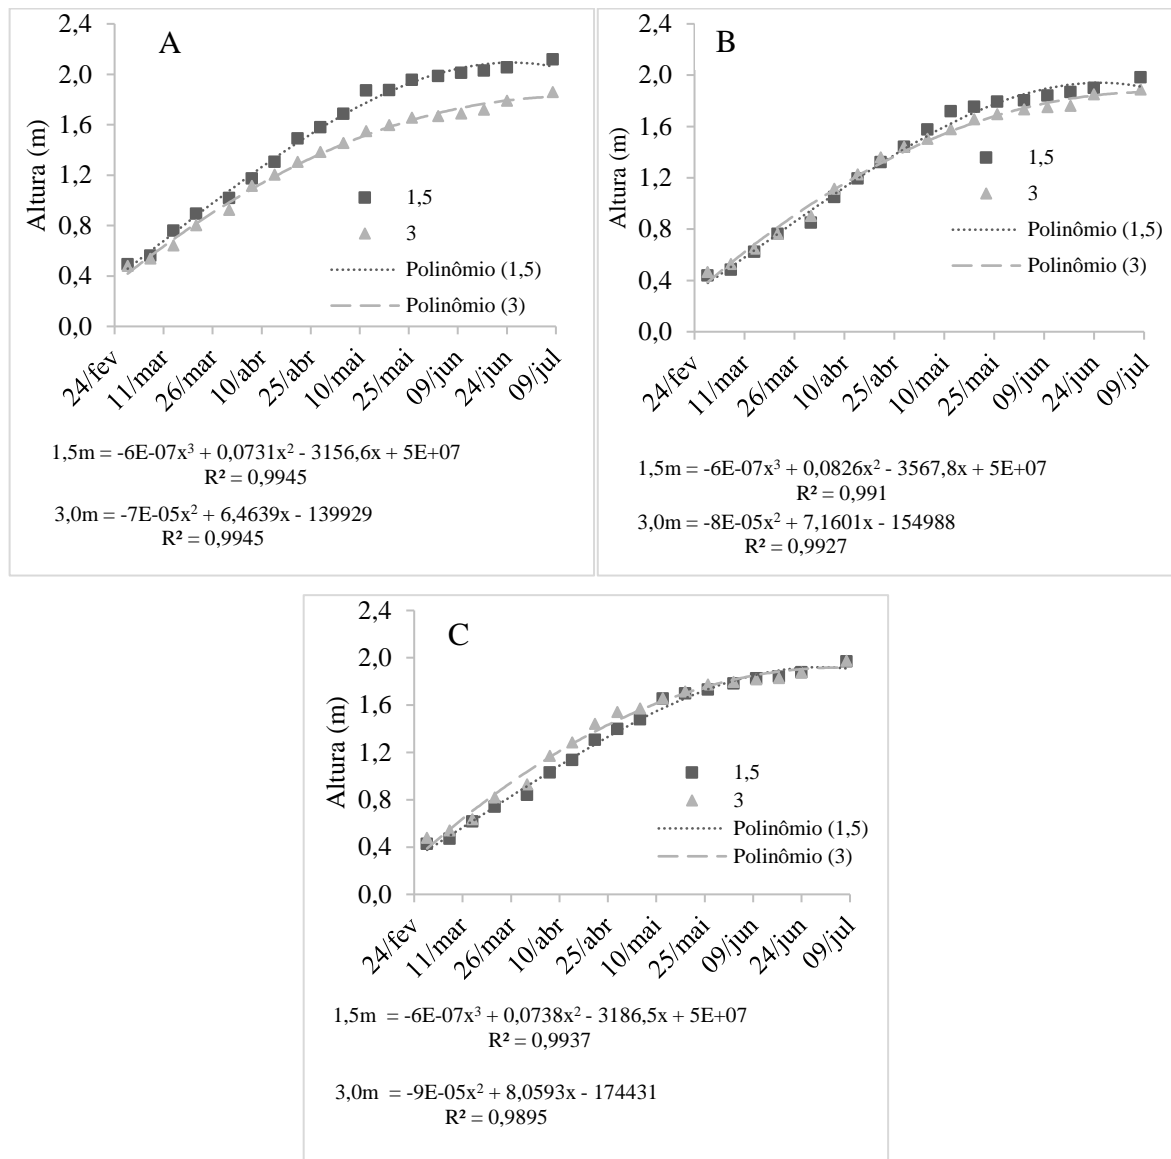 A
Altura (m)
2,4
2,0
1,6
1,2
0,8
0,4
0,0
1,5
3
Polinômio (1,5)
Polinômio (3)
24/fev
11/mar
26/mar
10/abr
25/abr
10/mai
25/mai
09/jun
24/jun
09/jul
1,5m = -6E-07x³ + 0,0731x² - 3156,6x + 5E+07
R² = 0,9945
3,0m = -7E-05x² + 6,4639x - 139929
R² = 0,9945
B
Altura (m)
2,4
2,0
1,6
1,2
0,8
0,4
0,0
1,5
3
Polinômio (1,5)
Polinômio (3)
24/fev
11/mar
26/mar
10/abr
25/abr
10/mai
25/mai
09/jun
24/jun
09/jul
1,5m = -6E-07x³ + 0,0826x² - 3567,8x + 5E+07
R² = 0,991
3,0m = -8E-05x² + 7,1601x - 154988
R² = 0,9927
C
Altura (m)
2,4
2,0
1,6
1,2
0,8
0,4
0,0
1,5
3
Polinômio (1,5)
Polinômio (3)
24/fev
11/mar
26/mar
10/abr
25/abr
10/mai
25/mai
09/jun
24/jun
09/jul
1,5m = -6E-07x³ + 0,0738x² - 3186,5x + 5E+07
R² = 0,9937
3,0m = -9E-05x² + 8,0593x - 174431
R² = 0,9895